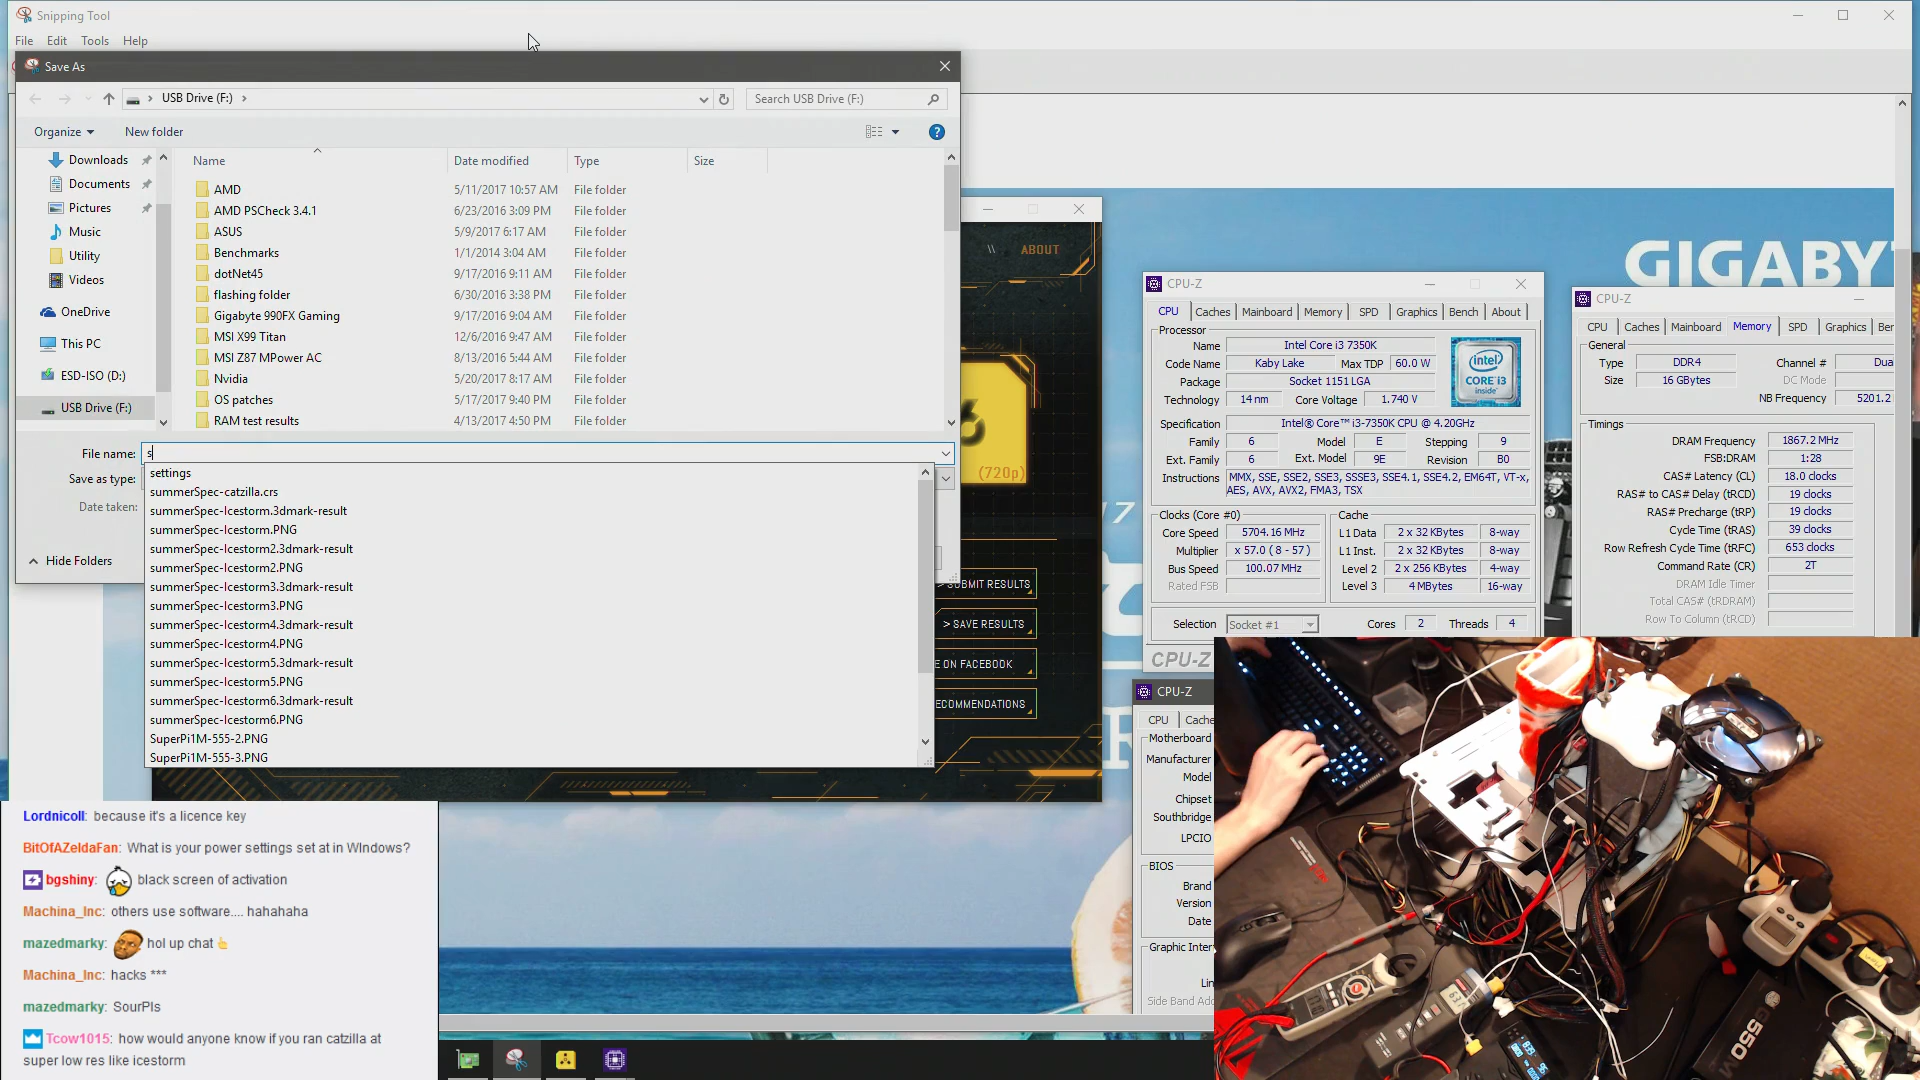 Snipping Tool
File Edit Tools Help
Save As
USB Drive (F:)
Search USB Drive (F:)
Organize New folder
Name Date modified Type Size
Downloads
Documents
Pictures
Music
Utility
Videos
OneDrive
This PC
ESD-ISO (D:)
USB Drive (F:)
AMD 5/11/2017 10:57 AM File folder
AMD PSCheck 3.4.1 6/23/2016 3:09 PM File folder
ASUS 5/9/2017 6:17 AM File folder
Benchmarks 1/1/2014 3:04 AM File folder
dotNet45 9/17/2016 9:11 AM File folder
flashing folder 6/30/2016 3:38 PM File folder
Gigabyte 990FX Gaming 9/17/2016 9:04 AM File folder
MSI X99 Titan 12/6/2016 9:47 AM File folder
MSI Z87 MPower AC 8/13/2016 5:44 AM File folder
Nvidia 5/20/2017 8:17 AM File folder
OS patches 5/17/2017 9:40 PM File folder
RAM test results 4/13/2017 4:50 PM File folder
File name: s
Save as type:
Date taken:
Hide Folders
settings
summerSpec-catzilla.crs
summerSpec-Icestorm.3dmark-result
summerSpec-Icestorm.PNG
summerSpec-Icestorm2.3dmark-result
summerSpec-Icestorm2.PNG
summerSpec-Icestorm3.3dmark-result
summerSpec-Icestorm3.PNG
summerSpec-Icestorm4.3dmark-result
summerSpec-Icestorm4.PNG
summerSpec-Icestorm5.3dmark-result
summerSpec-Icestorm5.PNG
summerSpec-Icestorm6.3dmark-result
summerSpec-Icestorm6.PNG
SuperPi1M-555-2.PNG
SuperPi1M-555-3.PNG
\\ ABOUT
6
(720p)
> SUBMIT RESULTS
> SAVE RESULTS
E ON FACEBOOK
ECOMMENDATIONS
GIGABY
CPU-Z
CPU Caches Mainboard Memory SPD Graphics Bench About
Processor
Name Intel Core i3 7350K
Code Name Kaby Lake Max TDP 60.0 W
Package Socket 1151 LGA
Technology 14 nm Core Voltage 1.740 V
intel
CORE i3
inside
Specification Intel® Core™ i3-7350K CPU @ 4.20GHz
Family 6 Model E Stepping 9
Ext. Family 6 Ext. Model 9E Revision B0
Instructions MMX, SSE, SSE2, SSE3, SSSE3, SSE4.1, SSE4.2, EM64T, VT-x,
AES, AVX, AVX2, FMA3, TSX
Clocks (Core #0) Cache
Core Speed 5704.16 MHz L1 Data 2 x 32 KBytes 8-way
Multiplier x 57.0 ( 8 - 57 ) L1 Inst. 2 x 32 KBytes 8-way
Bus Speed 100.07 MHz Level 2 2 x 256 KBytes 4-way
Rated FSB Level 3 4 MBytes 16-way
Selection Socket #1 Cores 2 Threads 4
CPU-Z
CPU-Z
CPU Caches Mainboard Memory SPD Graphics Ber
General
Type DDR4 Channel # Dua
Size 16 GBytes DC Mode
NB Frequency 5201.2
Timings
DRAM Frequency 1867.2 MHz
FSB:DRAM 1:28
CAS# Latency (CL) 18.0 clocks
RAS# to CAS# Delay (tRCD) 19 clocks
RAS# Precharge (tRP) 19 clocks
Cycle Time (tRAS) 39 clocks
Row Refresh Cycle Time (tRFC) 653 clocks
Command Rate (CR) 2T
DRAM Idle Timer
Total CAS# (tRDRAM)
Row To Column (tRCD)
CPU-Z
CPU Cache
Motherboard
Manufacturer
Model
Chipset
Southbridge
LPCIO
BIOS
Brand
Version
Date
Graphic Inter
Lin
Side Band Add
Lordnicoll: because it's a licence key
BitOfAZeldaFan: What is your power settings set at in WIndows?
bgshiny: black screen of activation
Machina_Inc: others use software.... hahahaha
mazedmarky: hol up chat
Machina_Inc: hacks ***
mazedmarky: SourPls
Tcow1015: how would anyone know if you ran catzilla at
super low res like icestorm
550